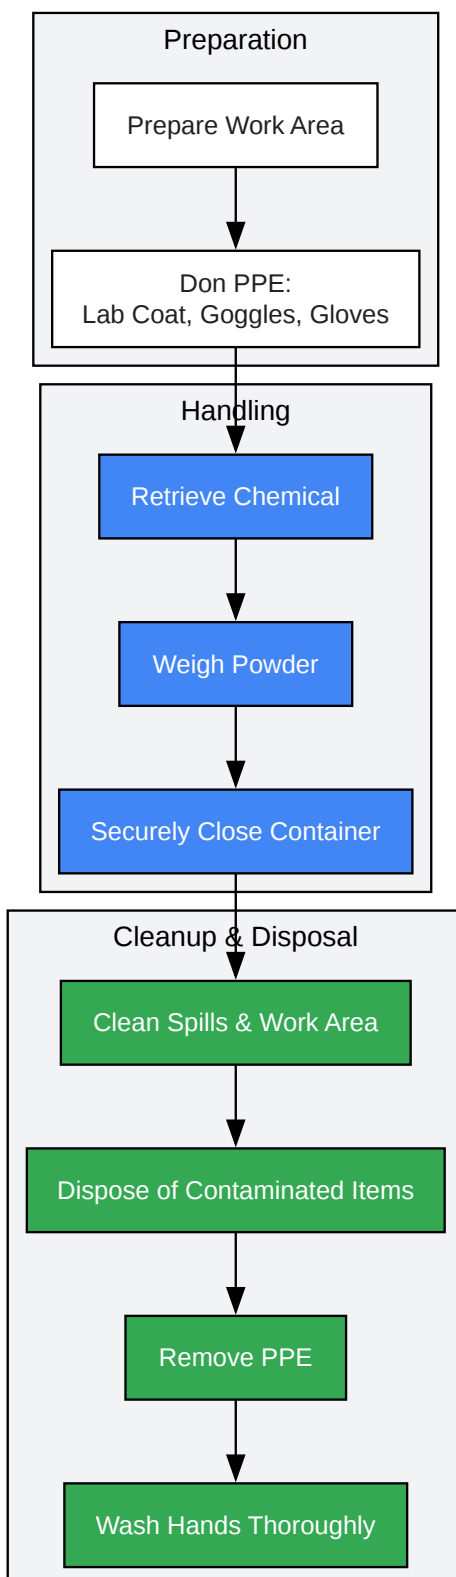 Preparation
Prepare Work Area
Don PPE:
Lab Coat, Goggles, Gloves
Handling
Retrieve Chemical
Weigh Powder
Securely Close Container
Cleanup & Disposal
Clean Spills & Work Area
Dispose of Contaminated Items
Remove PPE
Wash Hands Thoroughly